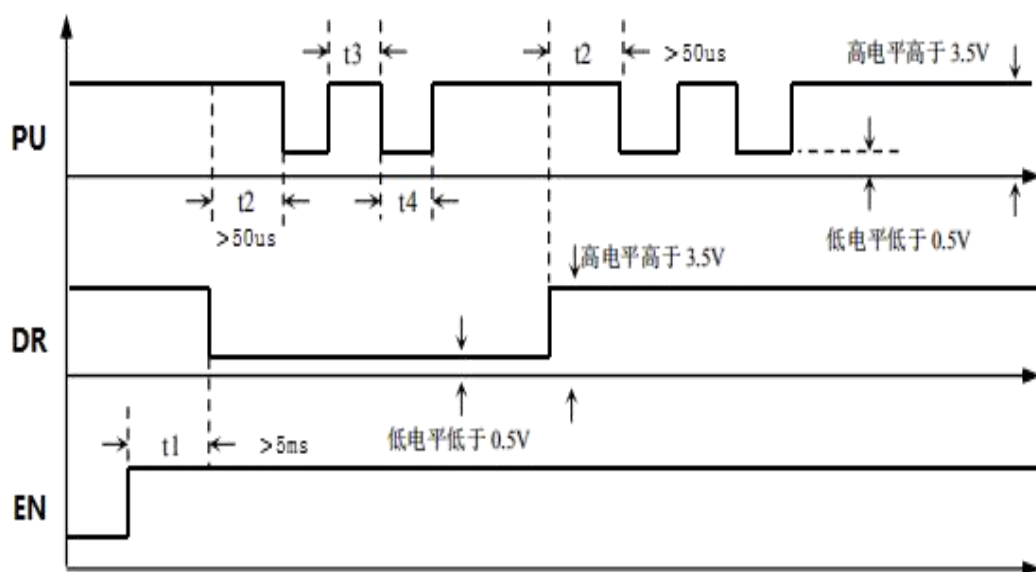 t3
t2
>50us
高电平高于 3.5V
PU
t2
t4
>50us
低电平低于 0.5V
高电平高于 3.5V
DR
t1
>5ms
低电平低于 0.5V
EN